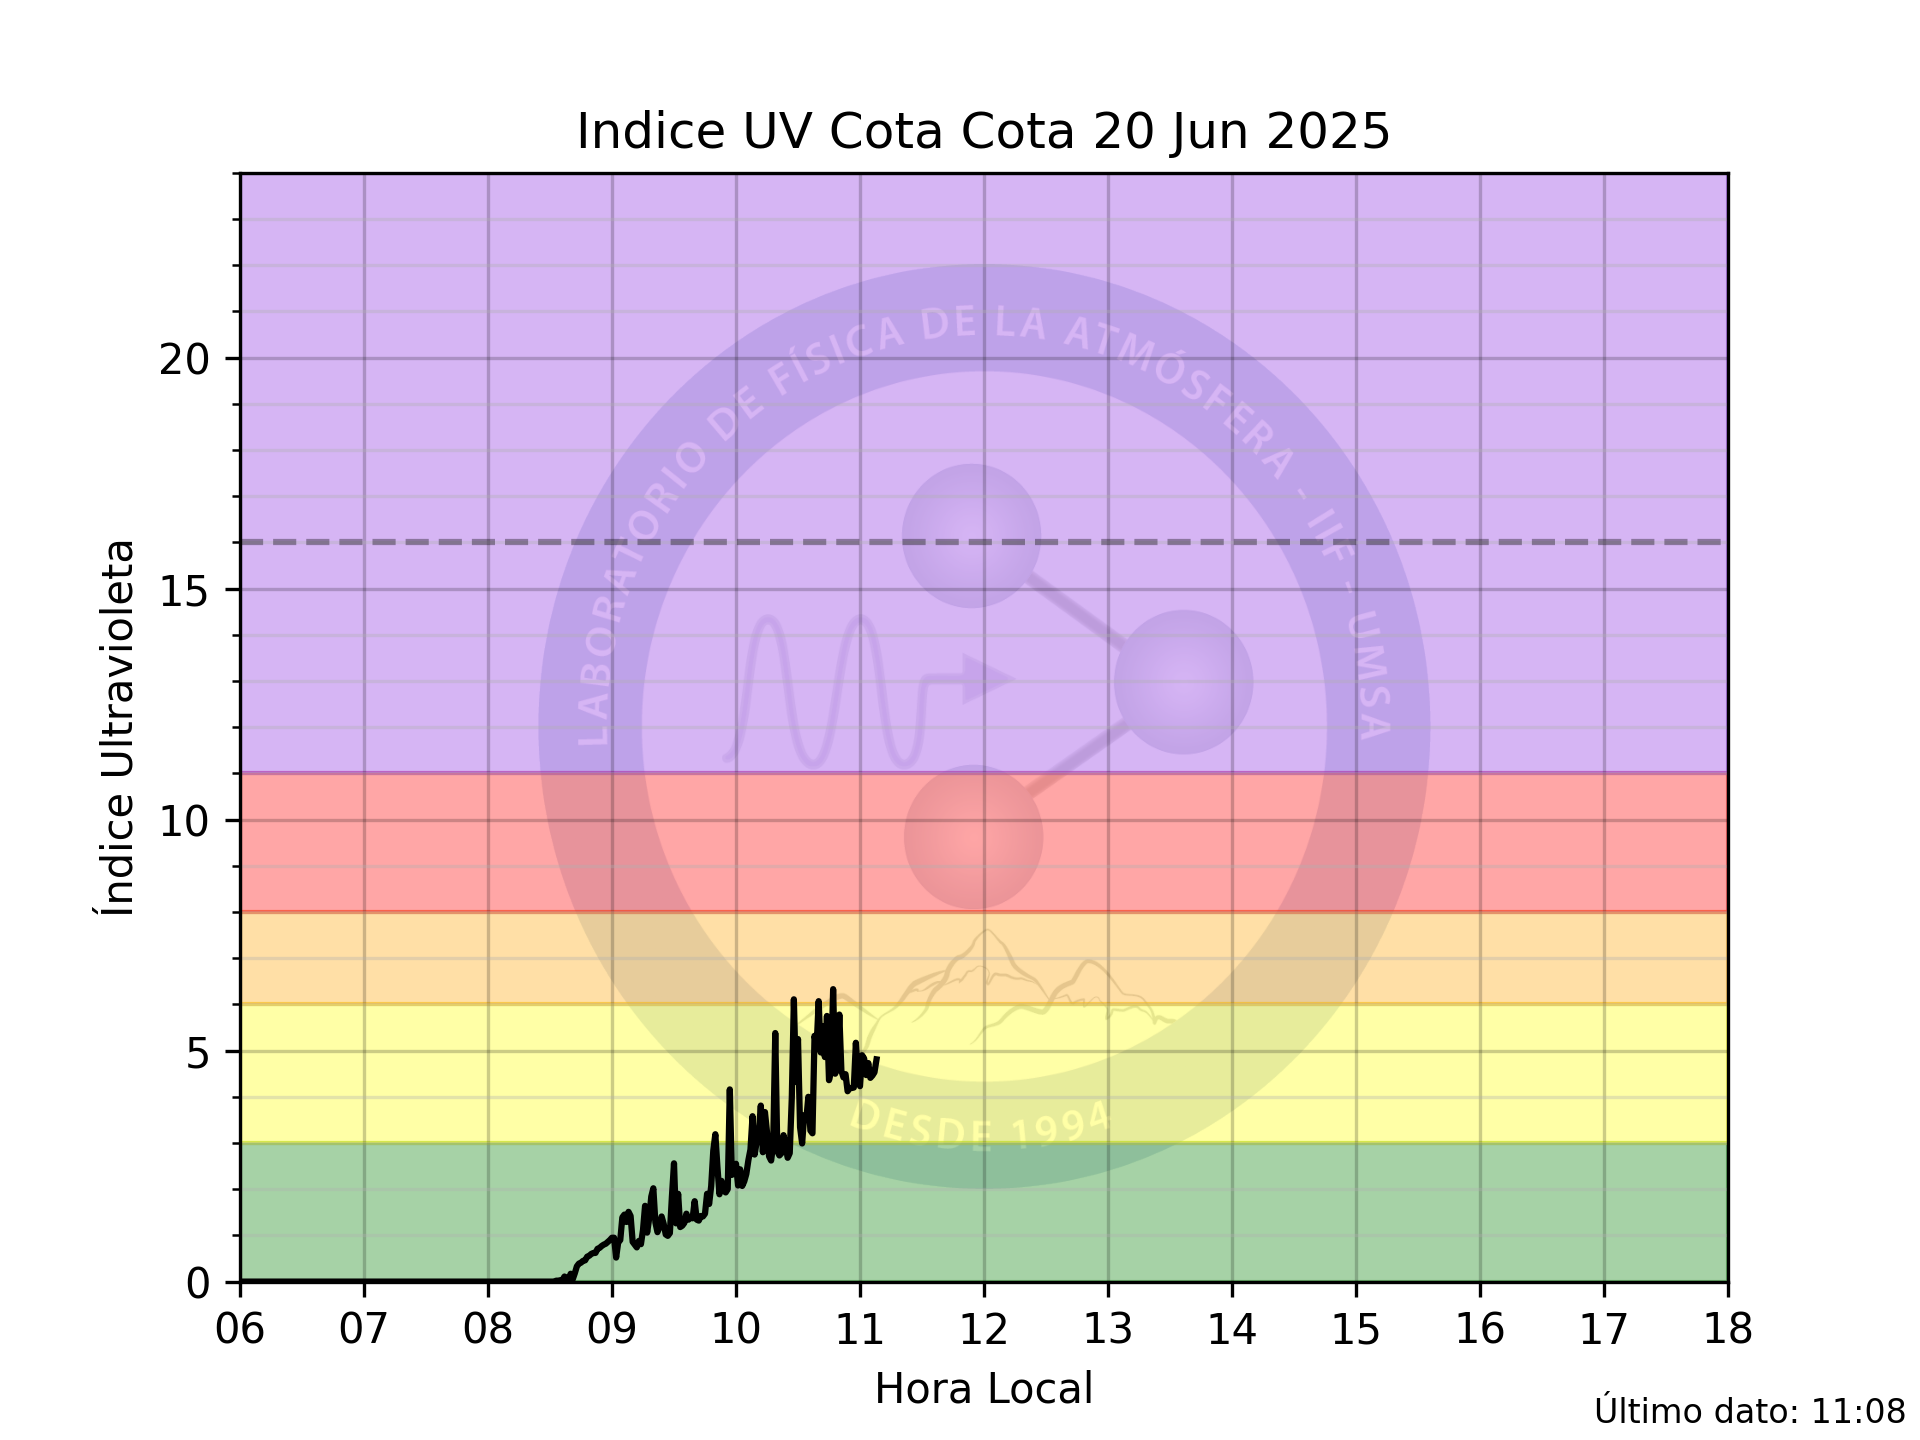 Indice UV Cota Cota 20 Jun 2025
Índice Ultravioleta
20
15
10
5
0
LABORATORIO DE FÍSICA DE LA ATMÓSFERA - IIF - UMSA
DESDE 1994
06 07 08 09 10 11 12 13 14 15 16 17 18
Hora Local
Último dato: 11:08